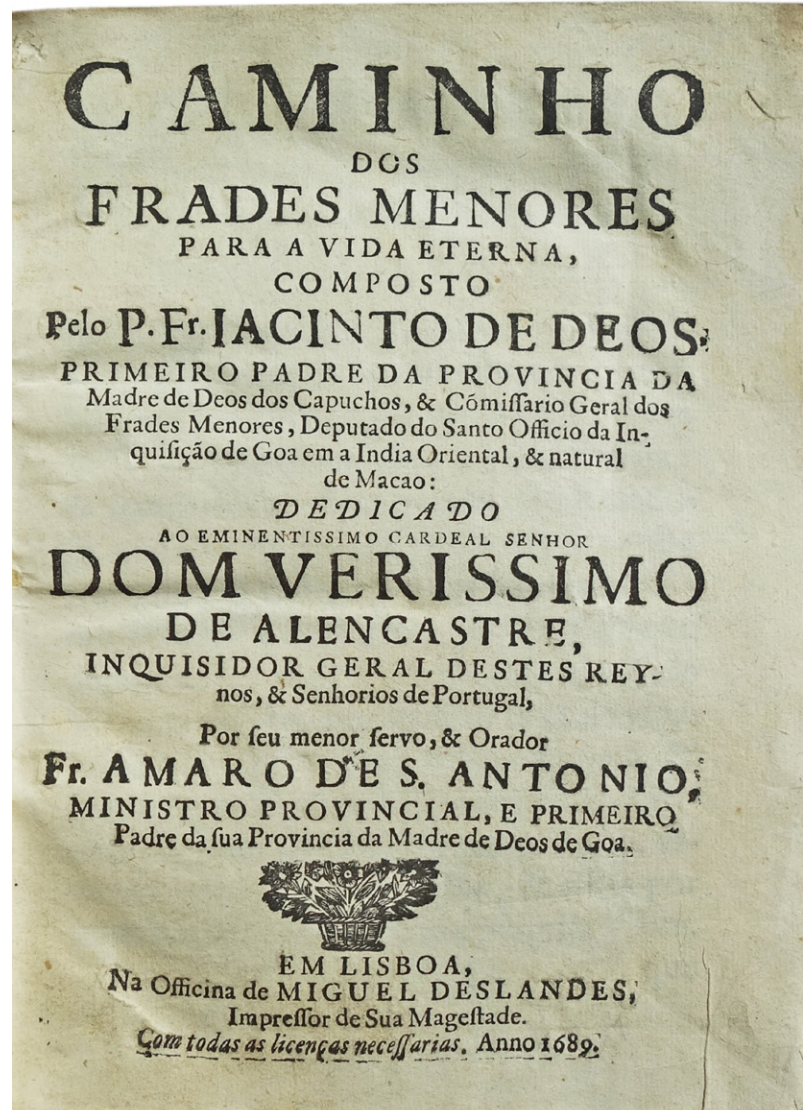 CAMINHO
DOS
FRADES MENORES
PARA A VIDA ETERNA,
COMPOSTO
Pelo P. Fr. IACINTO DE DEOS.
PRIMEIRO PADRE DA PROVINCIA DA
Madre de Deos dos Capuchos, & Cõmiſſario Geral dos
Frades Menores, Deputado do Santo Officio da In-
quiſição de Goa em a India Oriental, & natural
de Macao:
DEDICADO
AO EMINENTISSIMO CARDEAL SENHOR
DOM VERISSIMO
DE ALENCASTRE,
INQUISIDOR GERAL DESTES REY-
nos, & Senhorios de Portugal,
Por ſeu menor ſervo, & Orador
Fr. AMARO DE S. ANTONIO,
MINISTRO PROVINCIAL, E PRIMEIRO
Padre da ſua Provincia da Madre de Deos de Goa.
EM LISBOA,
Na Officina de MIGUEL DESLANDES,
Impreſſor de Sua Mageſtade.
Com todas as licenças neceſſarias. Anno 1689.